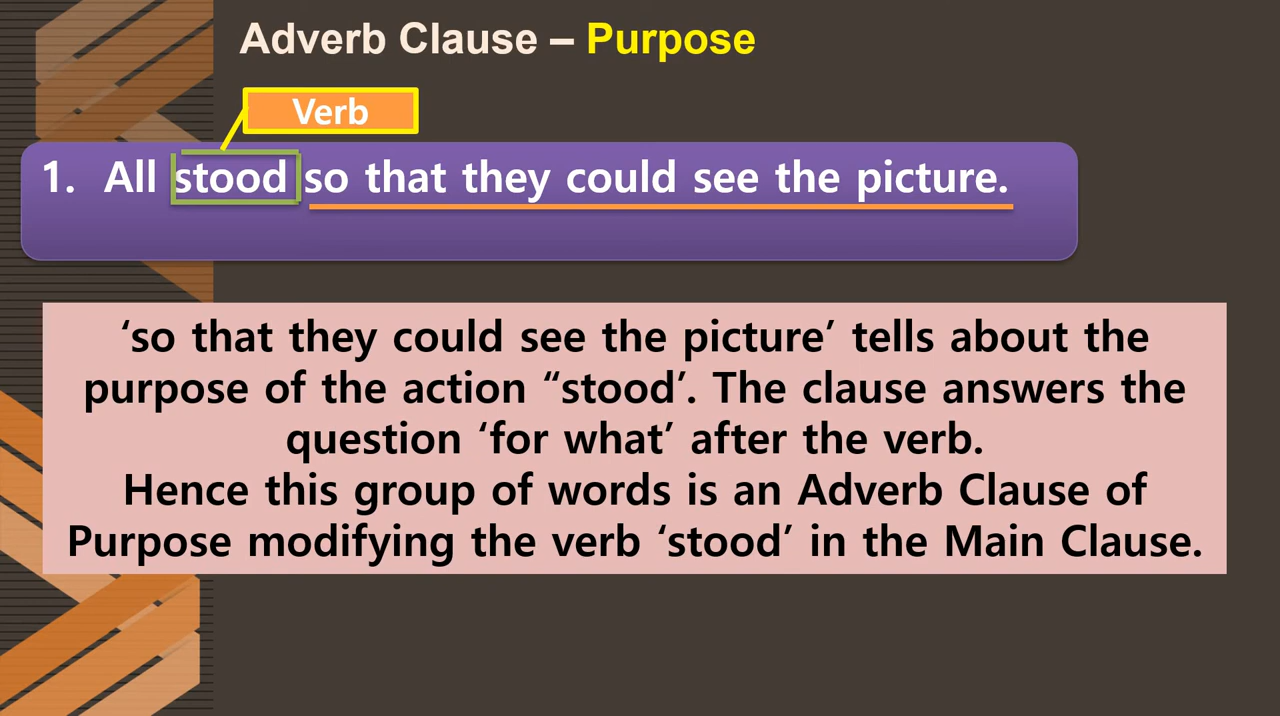 Adverb Clause – Purpose
Verb
1. All stood so that they could see the picture.
‘so that they could see the picture’ tells about the
purpose of the action “stood’. The clause answers the
question ‘for what’ after the verb.
Hence this group of words is an Adverb Clause of
Purpose modifying the verb ‘stood’ in the Main Clause.